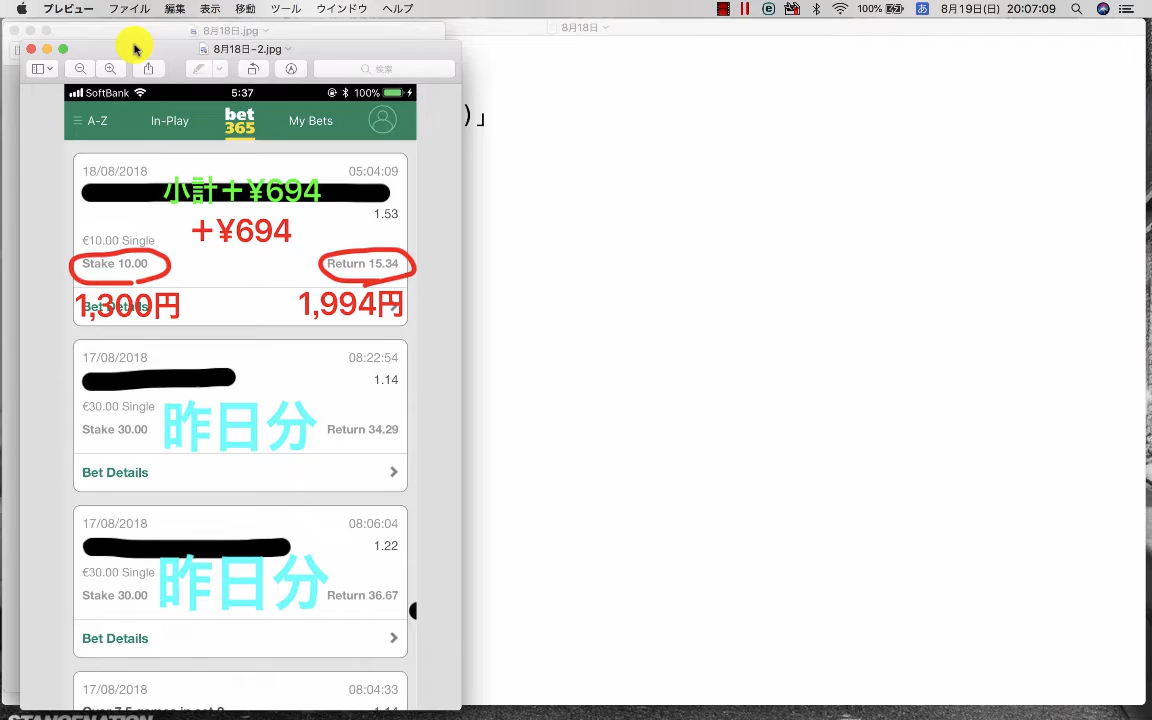 プレビュー ファイル 編集 表示 移動 ツール ウインドウ ヘルプ 100% あ 8月19日(日) 20:07:09
8月18日.jpg 8月18日
8月18日-2.jpg
検索
)」
SoftBank 5:37 100%
A-Z In-Play bet365 My Bets
18/08/2018 05:04:09
小計+¥694
1.53
+¥694
€10.00 Single
Stake 10.00 Return 15.34
Bet Details
1,300円 1,994円
17/08/2018 08:22:54
1.14
€30.00 Single
昨日分
Stake 30.00 Return 34.29
Bet Details
17/08/2018 08:06:04
1.22
€30.00 Single
昨日分
Stake 30.00 Return 36.67
Bet Details
17/08/2018 08:04:33